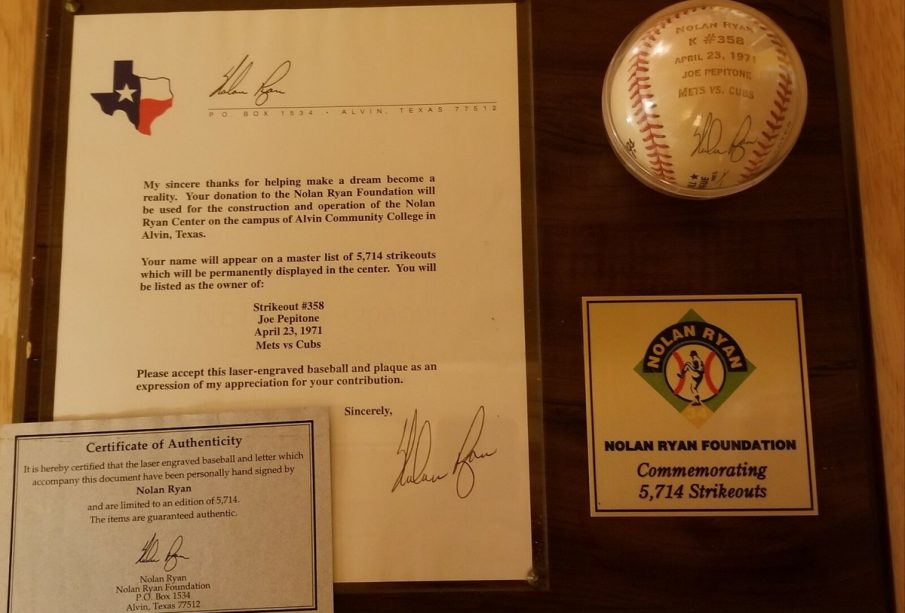 Nolan Ryan
P.O. BOX 1534 · ALVIN, TEXAS 77512
My sincere thanks for helping make a dream become a
reality. Your donation to the Nolan Ryan Foundation will
be used for the construction and operation of the Nolan
Ryan Center on the campus of Alvin Community College in
Alvin, Texas.
Your name will appear on a master list of 5,714 strikeouts
which will be permanently displayed in the center. You will
be listed as the owner of:
Strikeout #358
Joe Pepitone
April 23, 1971
Mets vs Cubs
Please accept this laser-engraved baseball and plaque as an
expression of my appreciation for your contribution.
Sincerely,
Nolan Ryan
Certificate of Authenticity
It is hereby certified that the laser engraved baseball and letter which
accompany this document have been personally hand signed by
Nolan Ryan
and are limited to an edition of 5,714.
The items are guaranteed authentic.
Nolan Ryan
Nolan Ryan
Nolan Ryan Foundation
P.O. Box 1534
Alvin, Texas 77512
NOLAN RYAN
K #358
APRIL 23, 1971
JOE PEPITONE
METS VS. CUBS
Nolan Ryan
NOLAN RYAN
NOLAN RYAN FOUNDATION
Commemorating
5,714 Strikeouts